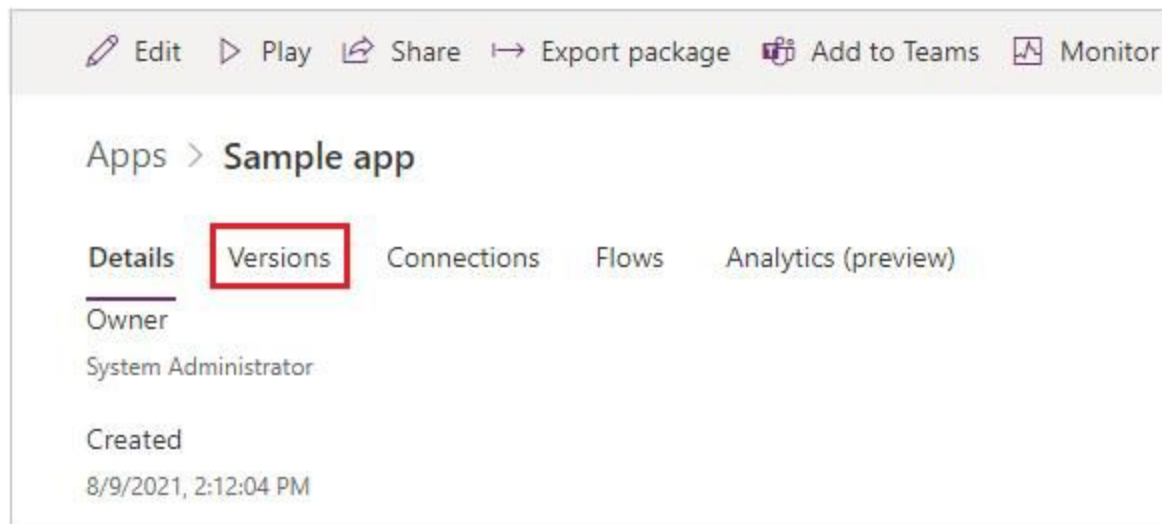 Edit Play Share Export package Add to Teams Monitor
Apps > Sample app
Details Versions Connections Flows Analytics (preview)
Owner
System Administrator
Created
8/9/2021, 2:12:04 PM